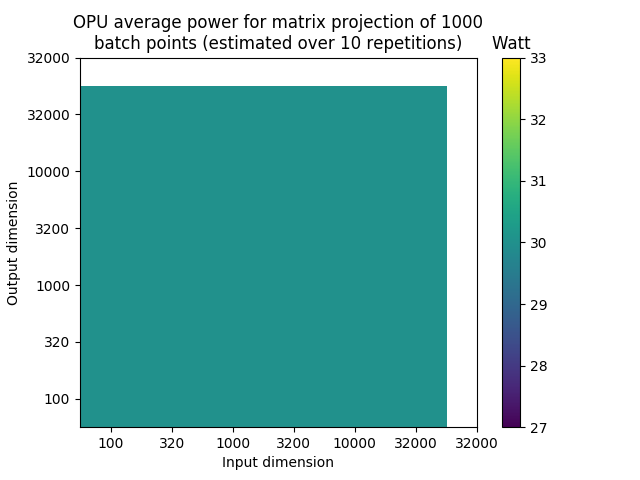 OPU average power for matrix projection of 1000
batch points (estimated over 10 repetitions)
Watt
32000
32000
10000
3200
1000
320
100
Output dimension
100 320 1000 3200 10000 32000 32000
Input dimension
33
32
31
30
29
28
27